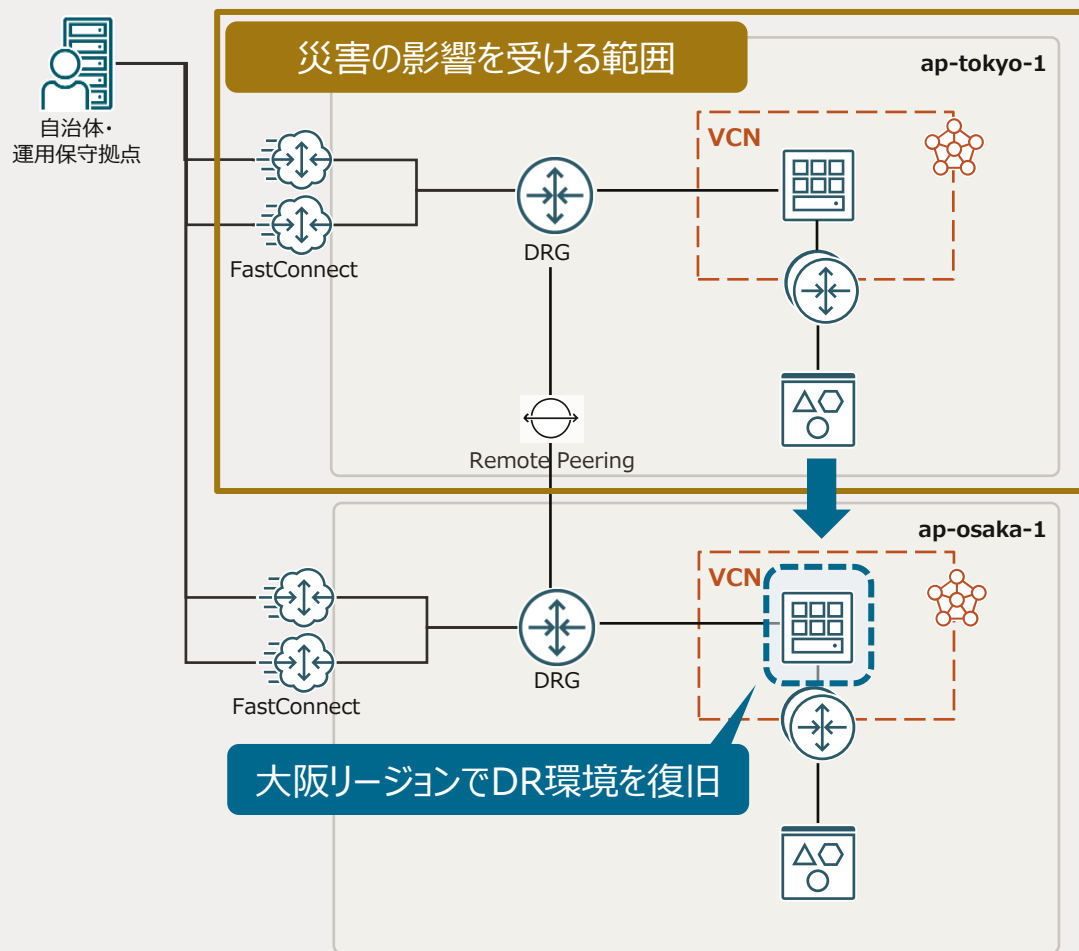 災害の影響を受ける範囲
ap-tokyo-1
自治体・
運用保守拠点
VCN
FastConnect
DRG
Remote Peering
ap-osaka-1
VCN
DRG
FastConnect
大阪リージョンでDR環境を復旧